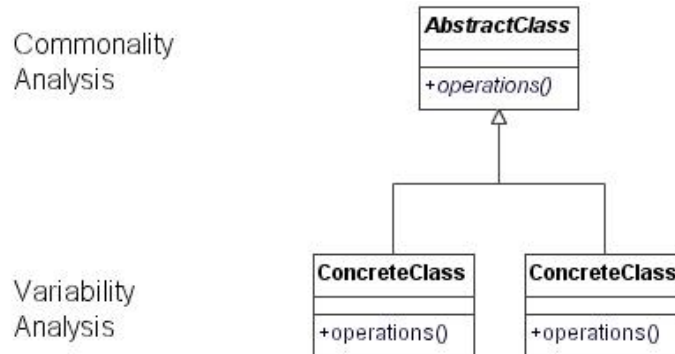 Commonality
Analysis
AbstractClass
+operations()
ConcreteClass
ConcreteClass
Variability
Analysis
+operations()
+operations()